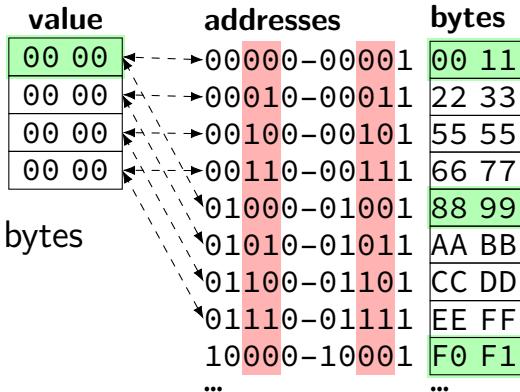 value addresses bytes
00 00 00000-00001 00 11
00 00 00010-00011 22 33
00 00 00100-00101 55 55
00 00 00110-00111 66 77
01000-01001 88 99
bytes 01010-01011 AA BB
01100-01101 CC DD
01110-01111 EE FF
10000-10001 F0 F1
… …